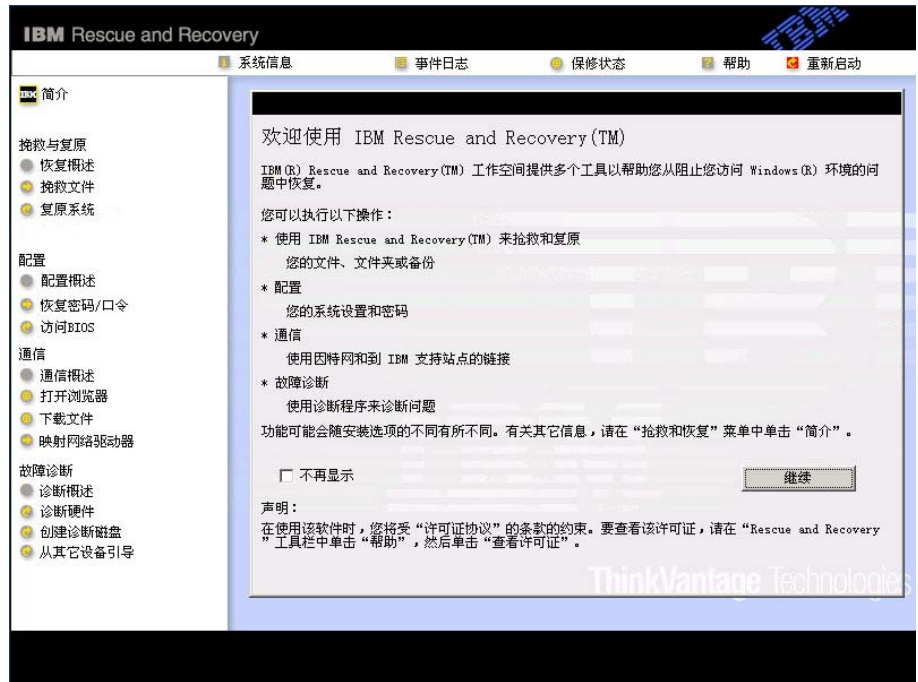 IBM Rescue and Recovery
IBM
系统信息
事件日志
保修状态
帮助
重新启动
IBM 简介
挽救与复原
恢复概述
挽救文件
复原系统
配置
配置概述
恢复密码/口令
访问BIOS
通信
通信概述
打开浏览器
下载文件
映射网络驱动器
故障诊断
诊断概述
诊断硬件
创建诊断磁盘
从其它设备引导
欢迎使用 IBM Rescue and Recovery(TM)
IBM(R) Rescue and Recovery(TM) 工作空间提供多个工具以帮助您从阻止您访问 Windows(R) 环境的问
题中恢复。
您可以执行以下操作：
* 使用 IBM Rescue and Recovery(TM) 来抢救和复原
您的文件、文件夹或备份
* 配置
您的系统设置和密码
* 通信
使用因特网和到 IBM 支持站点的链接
* 故障诊断
使用诊断程序来诊断问题
功能可能会随安装选项的不同有所不同。有关其它信息，请在“抢救和恢复”菜单中单击“简介”。
不再显示
继续
声明：
在使用该软件时，您将受“许可证协议”的条款的约束。要查看该许可证，请在“Rescue and Recovery
”工具栏中单击“帮助”，然后单击“查看许可证”。
ThinkVantage Technologies